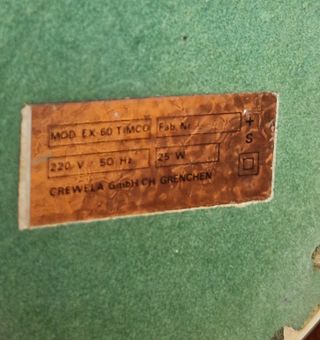 MOD. EX-60 TIMCO Fab. Nr.
220 V / 50 Hz 25 W
CREWELA GmbH CH GRENCHEN
+
S